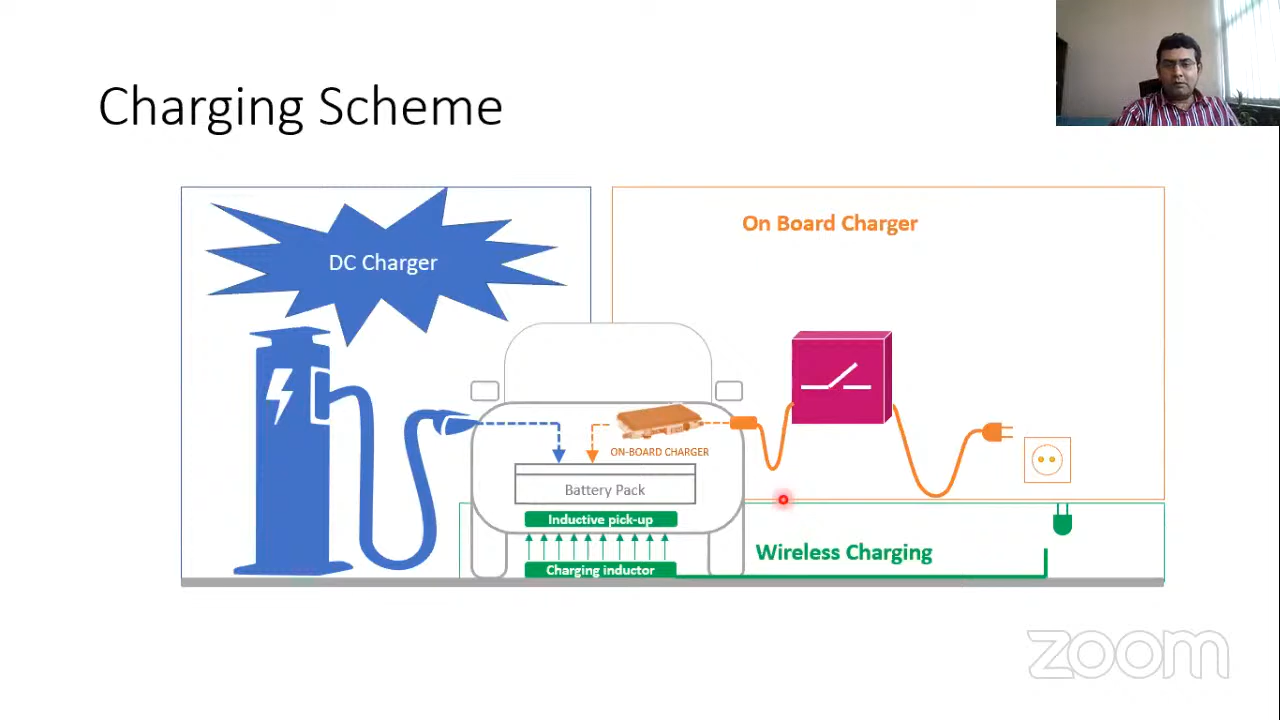 Charging Scheme
DC Charger
On Board Charger
ON-BOARD CHARGER
Battery Pack
Inductive pick-up
Wireless Charging
Charging inductor
zoom